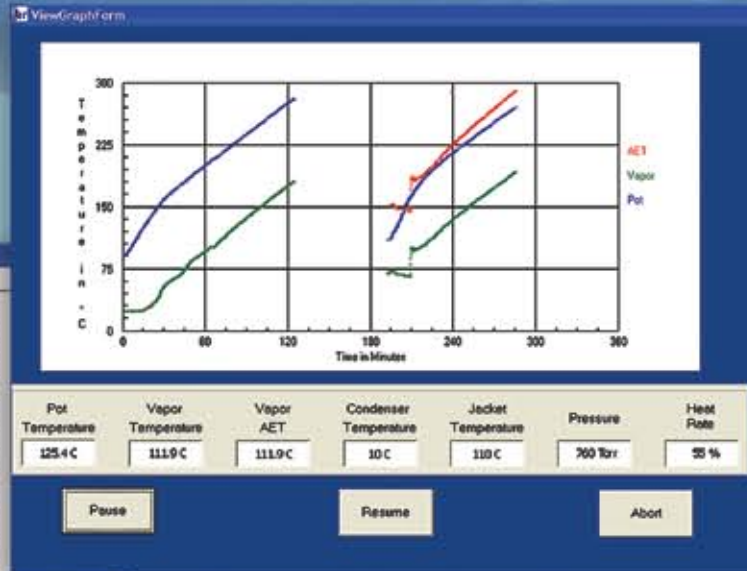 ViewGraphForm
Temperature in °C
300
225
150
75
0
0 60 120 180 240 300 360
Time in Minutes
AET
Vapor
Pot
Pot Temperature
Vapor Temperature
Vapor AET
Condenser Temperature
Jacket Temperature
Pressure
Heat Rate
125.4 C
111.9 C
111.9 C
10 C
110 C
760 Torr
55 %
Pause
Resume
Abort